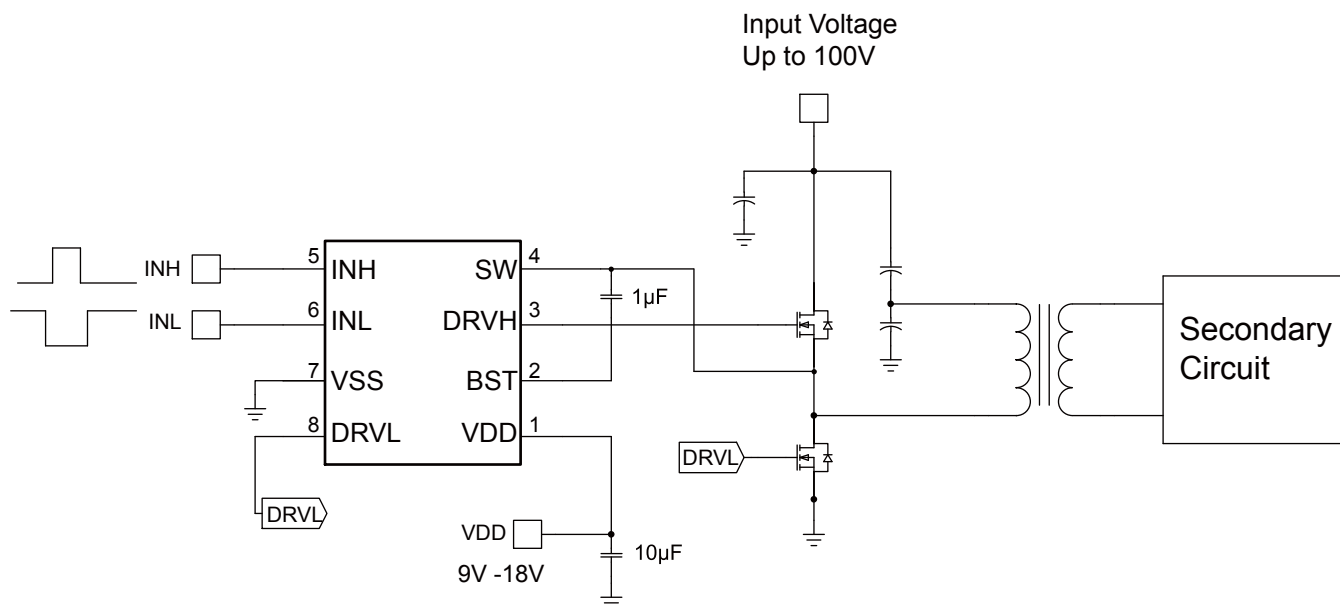 Input Voltage
Up to 100V
INH
5
INH
SW
4
1µF
INL
6
INL
DRVH
3
7
VSS
BST
2
8
DRVL
VDD
1
DRVL
DRVL
VDD
10µF
9V -18V
Secondary
Circuit